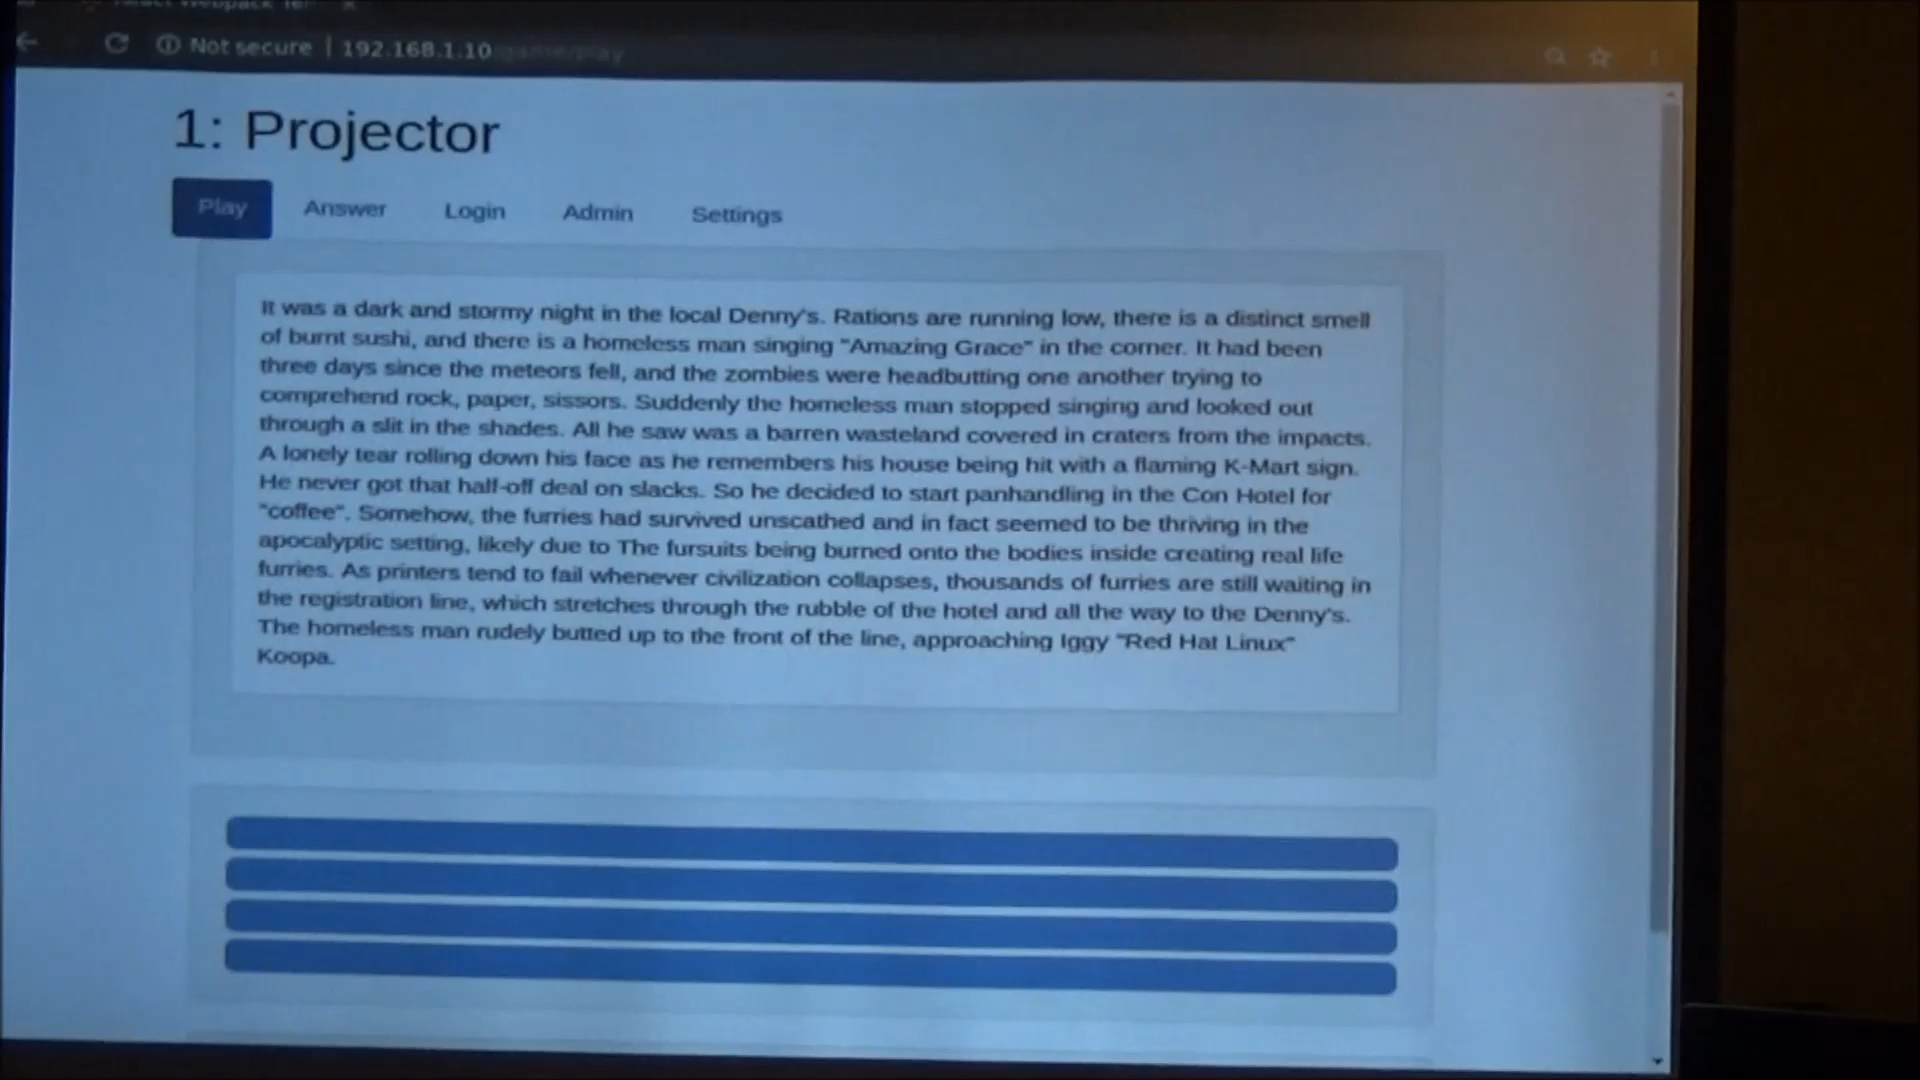 React Webpack
Not secure | 192.168.1.10/game/play
1: Projector
Play Answer Login Admin Settings
It was a dark and stormy night in the local Denny's. Rations are running low, there is a distinct smell
of burnt sushi, and there is a homeless man singing "Amazing Grace" in the corner. It had been
three days since the meteors fell, and the zombies were headbutting one another trying to
comprehend rock, paper, sissors. Suddenly the homeless man stopped singing and looked out
through a slit in the shades. All he saw was a barren wasteland covered in craters from the impacts.
A lonely tear rolling down his face as he remembers his house being hit with a flaming K-Mart sign.
He never got that half-off deal on slacks. So he decided to start panhandling in the Con Hotel for
"coffee". Somehow, the furries had survived unscathed and in fact seemed to be thriving in the
apocalyptic setting, likely due to The fursuits being burned onto the bodies inside creating real life
furries. As printers tend to fail whenever civilization collapses, thousands of furries are still waiting in
the registration line, which stretches through the rubble of the hotel and all the way to the Denny's.
The homeless man rudely butted up to the front of the line, approaching Iggy "Red Hat Linux"
Koopa.